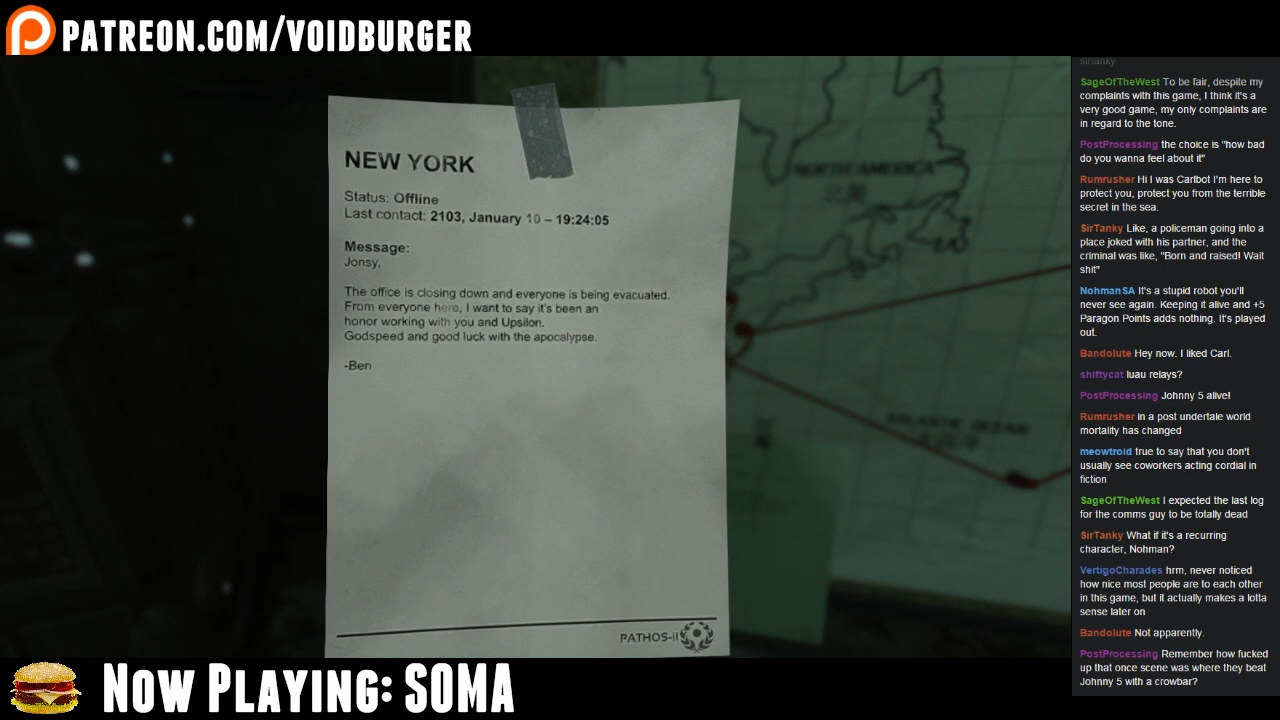 PATREON.COM/VOIDBURGER
NEW YORK
Status: Offline
Last contact: 2103, January 10 – 19:24:05
Message:
Jonsy,
The office is closing down and everyone is being evacuated.
From everyone here, I want to say it's been an
honor working with you and Upsilon.
Godspeed and good luck with the apocalypse.
-Ben
PATHOS-II
NORTH AMERICA
ATLANTIC OCEAN
sirtanky
SageOfTheWest To be fair, despite my
complaints with this game, I think it's a
very good game, my only complaints are
in regard to the tone.
PostProcessing the choice is "how bad
do you wanna feel about it"
Rumrusher Hi I was Carlbot I'm here to
protect you, protect you from the terrible
secret in the sea.
SirTanky Like, a policeman going into a
place joked with his partner, and the
criminal was like, "Born and raised! Wait
shit"
NohmanSA It's a stupid robot you'll
never see again. Keeping it alive and +5
Paragon Points adds nothing. It's played
out.
Bandolute Hey now. I liked Carl.
shiftycat luau relays?
PostProcessing Johnny 5 alive!
Rumrusher in a post undertale world
mortality has changed
meowtroid true to say that you don't
usually see coworkers acting cordial in
fiction
SageOfTheWest I expected the last log
for the comms guy to be totally dead
SirTanky What if it's a recurring
character, Nohman?
VertigoCharades hrm, never noticed
how nice most people are to each other
in this game, but it actually makes a lotta
sense later on
Bandolute Not apparently.
PostProcessing Remember how fucked
up that once scene was where they beat
Johnny 5 with a crowbar?
NOW PLAYING: SOMA